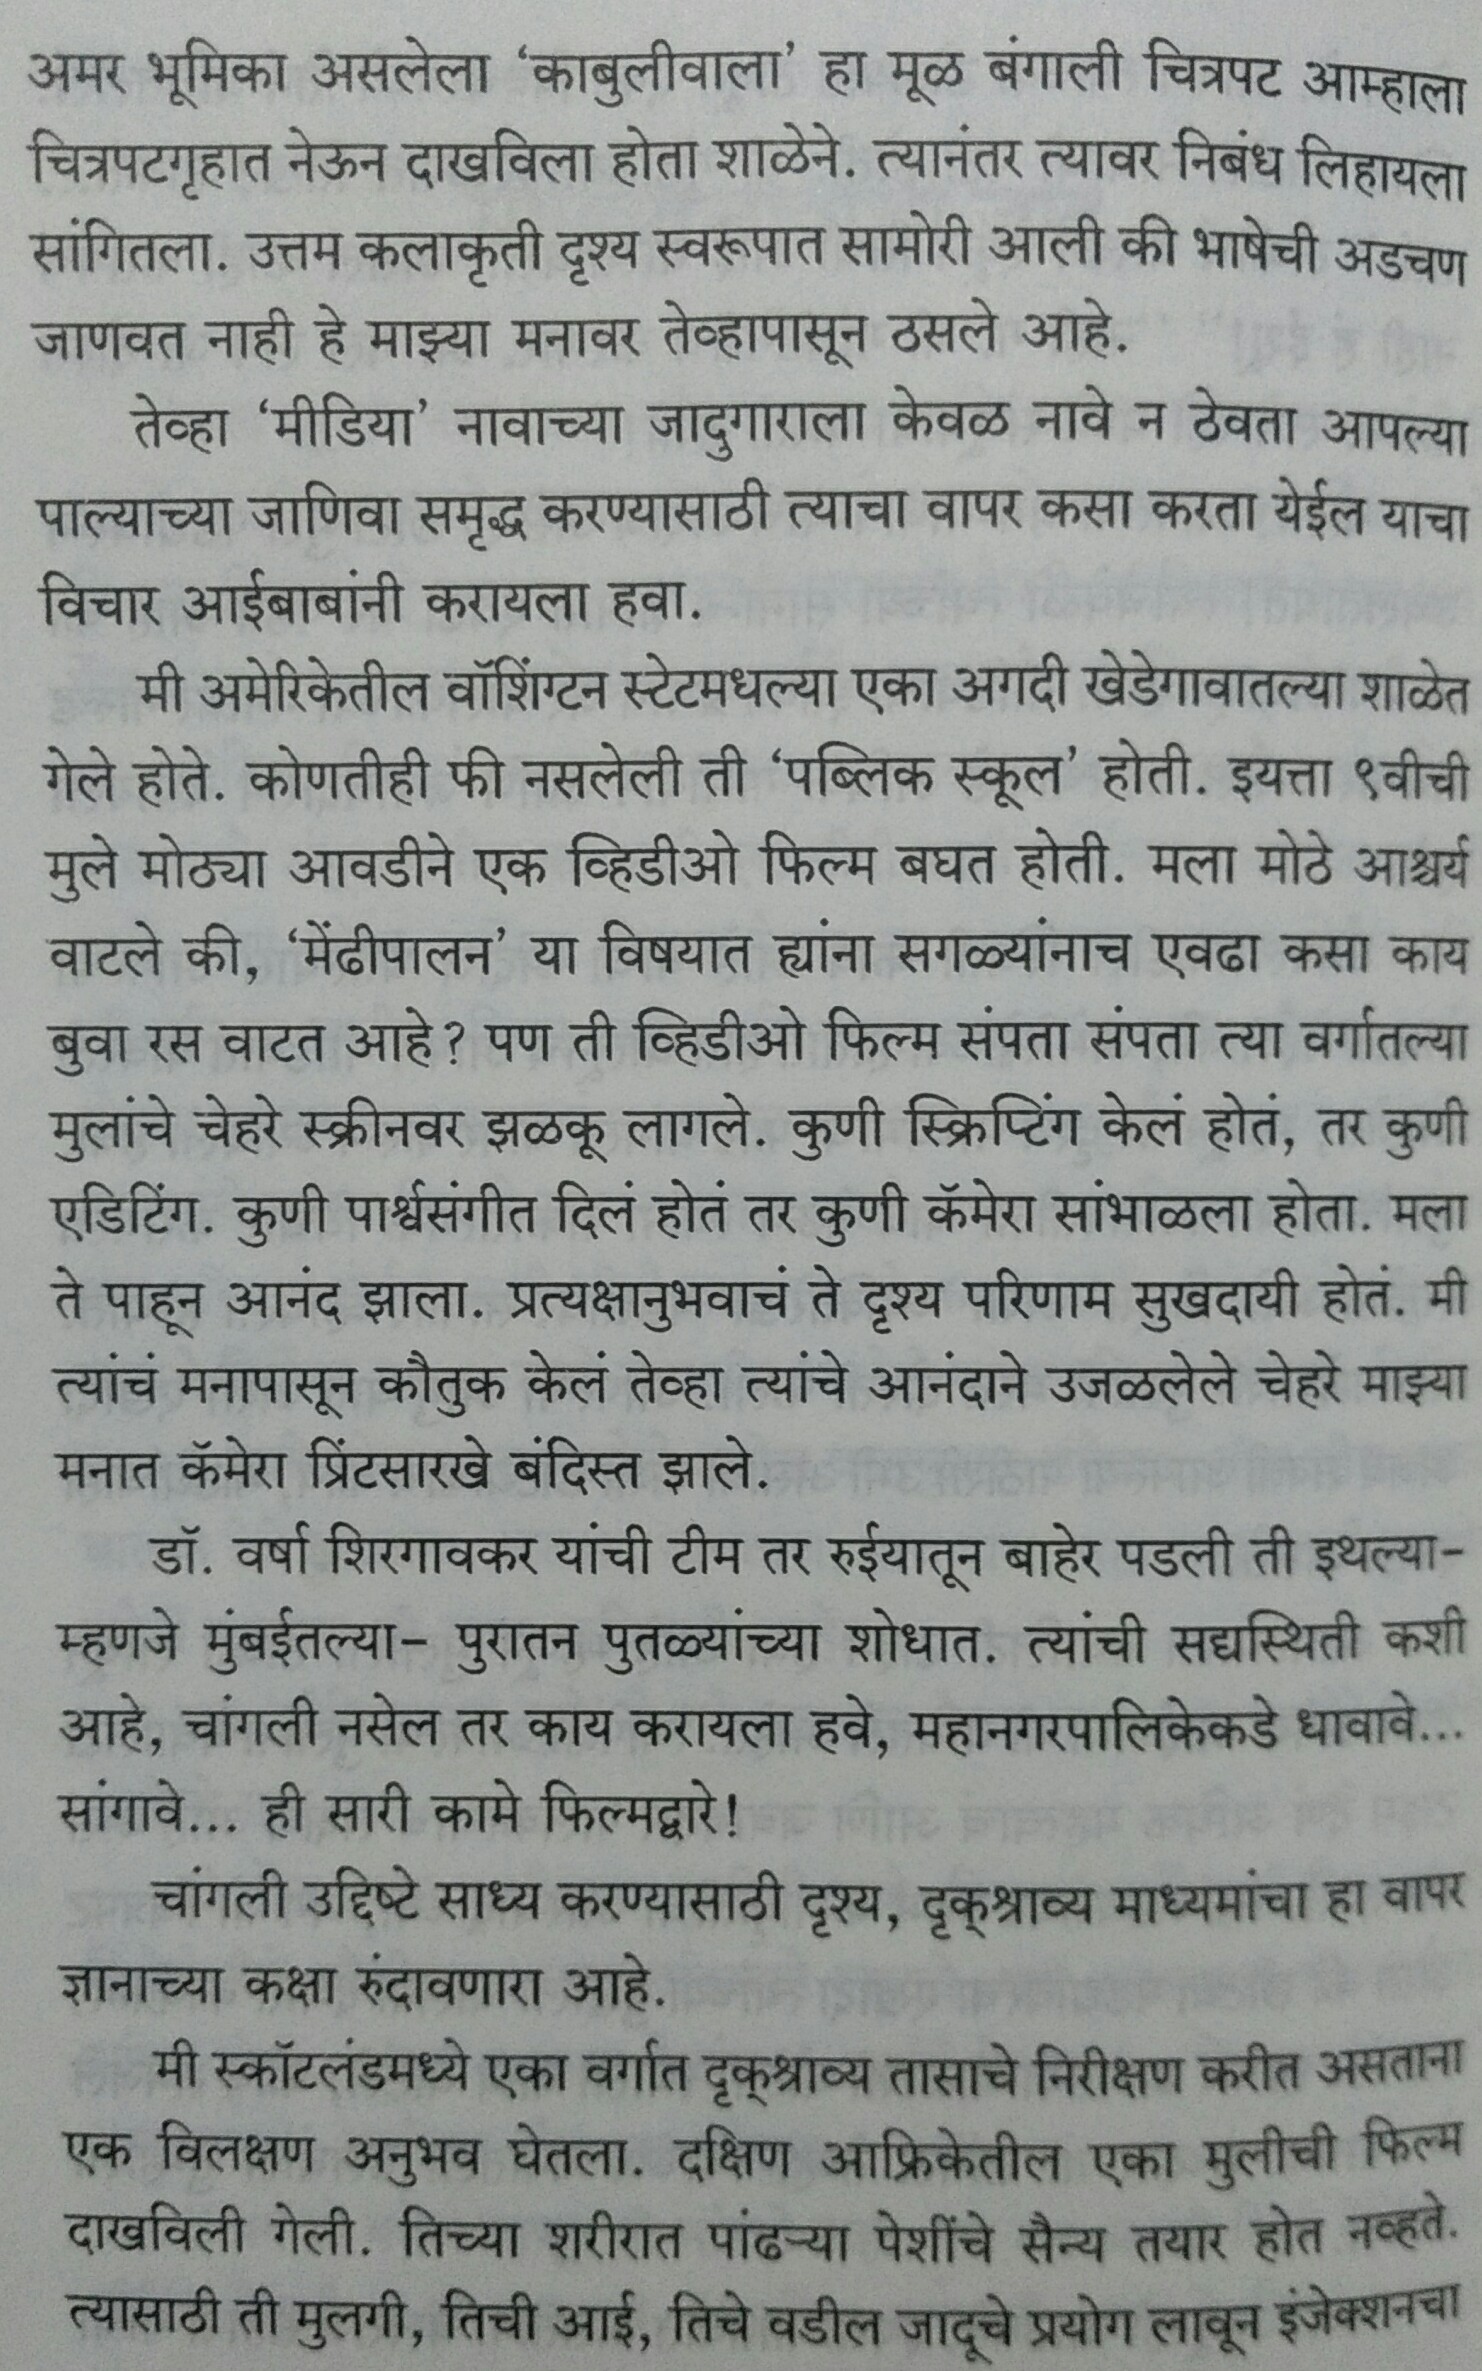 अमर भूमिका असलेला ‘काबुलीवाला’ हा मूळ बंगाली चित्रपट आम्हाला
चित्रपटगृहात नेऊन दाखविला होता शाळेने. त्यानंतर त्यावर निबंध लिहायला
सांगितला. उत्तम कलाकृती दृश्य स्वरूपात सामोरी आली की भाषेची अडचण
जाणवत नाही हे माझ्या मनावर तेव्हापासून ठसले आहे.
तेव्हा ‘मीडिया’ नावाच्या जादुगाराला केवळ नावे न ठेवता आपल्या
पाल्याच्या जाणिवा समृद्ध करण्यासाठी त्याचा वापर कसा करता येईल याचा
विचार आईबाबांनी करायला हवा.
मी अमेरिकेतील वॉशिंग्टन स्टेटमधल्या एका अगदी खेडेगावातल्या शाळेत
गेले होते. कोणतीही फी नसलेली ती ‘पब्लिक स्कूल’ होती. इयत्ता ९वीची
मुले मोठ्या आवडीने एक व्हिडीओ फिल्म बघत होती. मला मोठे आश्चर्य
वाटले की, ‘मेंढीपालन’ या विषयात ह्यांना सगळ्यांनाच एवढा कसा काय
बुवा रस वाटत आहे? पण ती व्हिडीओ फिल्म संपता संपता त्या वर्गातल्या
मुलांचे चेहरे स्क्रीनवर झळकू लागले. कुणी स्क्रिप्टिंग केलं होतं, तर कुणी
एडिटिंग. कुणी पार्श्वसंगीत दिलं होतं तर कुणी कॅमेरा सांभाळला होता. मला
ते पाहून आनंद झाला. प्रत्यक्षानुभवाचं ते दृश्य परिणाम सुखदायी होतं. मी
त्यांचं मनापासून कौतुक केलं तेव्हा त्यांचे आनंदाने उजळलेले चेहरे माझ्या
मनात कॅमेरा प्रिंटसारखे बंदिस्त झाले.
डॉ. वर्षा शिरगावकर यांची टीम तर रुईयातून बाहेर पडली ती इथल्या-
म्हणजे मुंबईतल्या- पुरातन पुतळ्यांच्या शोधात. त्यांची सद्यस्थिती कशी
आहे, चांगली नसेल तर काय करायला हवे, महानगरपालिकेकडे धावावे...
सांगावे... ही सारी कामे फिल्मद्वारे!
चांगली उद्दिष्टे साध्य करण्यासाठी दृश्य, दृक्‌श्राव्य माध्यमांचा हा वापर
ज्ञानाच्या कक्षा रुंदावणारा आहे.
मी स्कॉटलंडमध्ये एका वर्गात दृक्‌श्राव्य तासाचे निरीक्षण करीत असताना
एक विलक्षण अनुभव घेतला. दक्षिण आफ्रिकेतील एका मुलीची फिल्म
दाखविली गेली. तिच्या शरीरात पांढऱ्या पेशींचे सैन्य तयार होत नव्हते.
त्यासाठी ती मुलगी, तिची आई, तिचे वडील जादूचे प्रयोग लावून इंजेक्शनचा